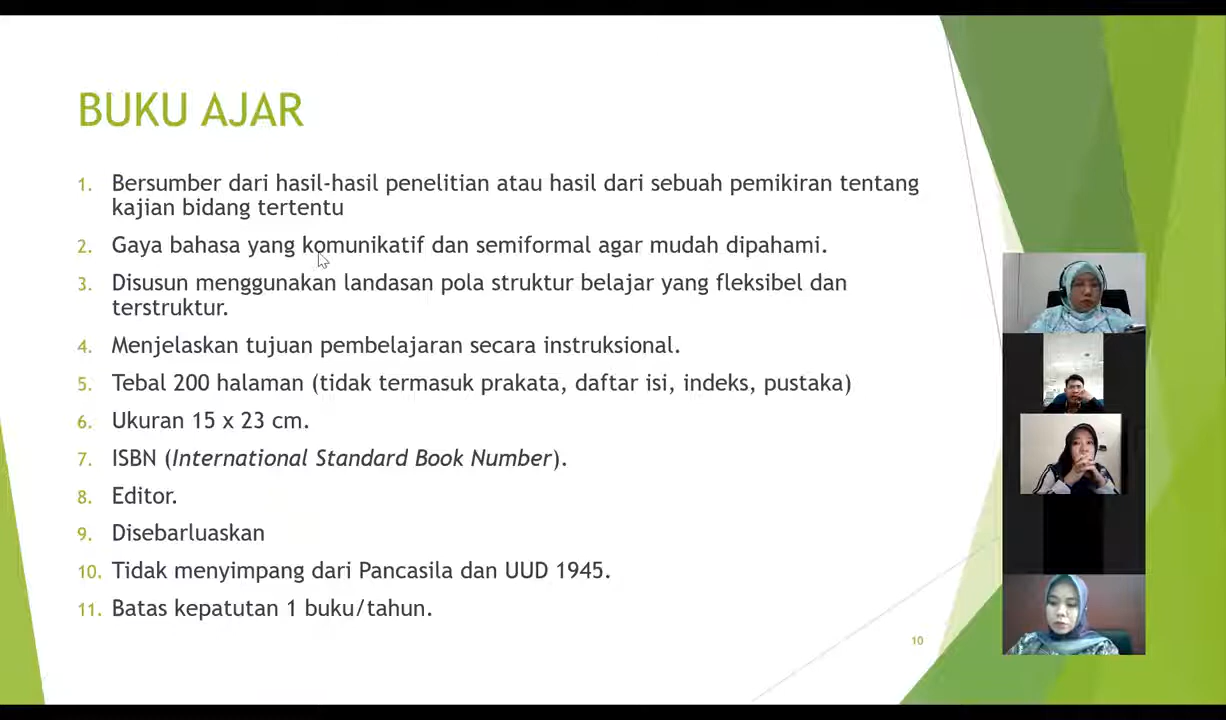 BUKU AJAR
1. Bersumber dari hasil-hasil penelitian atau hasil dari sebuah pemikiran tentang
kajian bidang tertentu
2. Gaya bahasa yang komunikatif dan semiformal agar mudah dipahami.
3. Disusun menggunakan landasan pola struktur belajar yang fleksibel dan
terstruktur.
4. Menjelaskan tujuan pembelajaran secara instruksional.
5. Tebal 200 halaman (tidak termasuk prakata, daftar isi, indeks, pustaka)
6. Ukuran 15 x 23 cm.
7. ISBN (International Standard Book Number).
8. Editor.
9. Disebarluaskan
10. Tidak menyimpang dari Pancasila dan UUD 1945.
11. Batas kepatutan 1 buku/tahun.
10